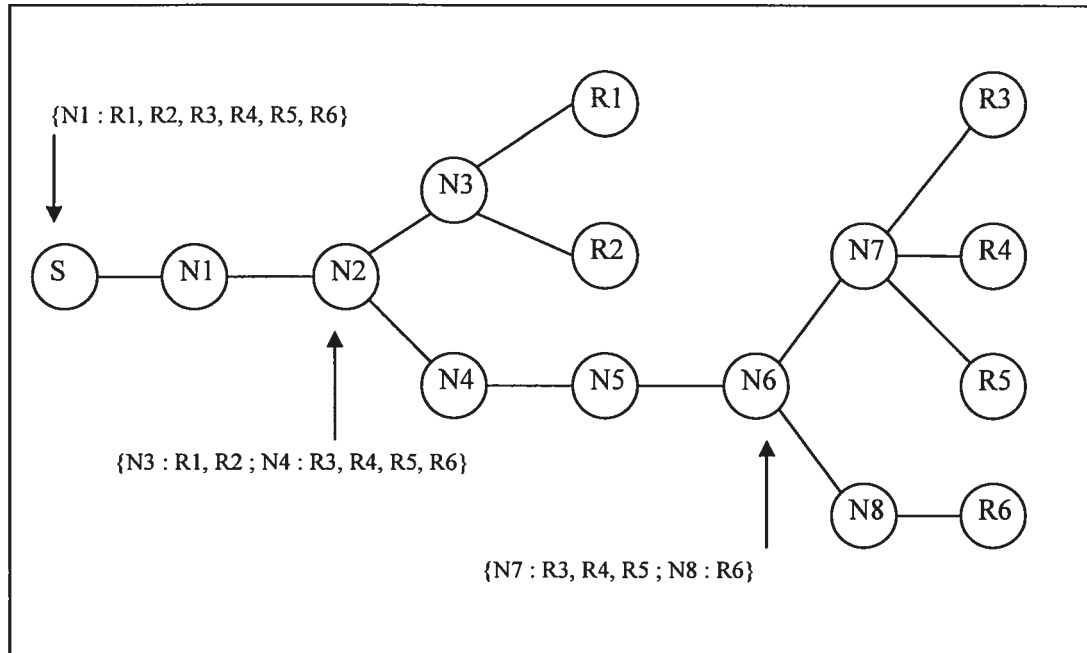 {N1 : R1, R2, R3, R4, R5, R6}
R1
R3
N3
S
N1
N2
R2
N7
R4
N4
N5
N6
R5
{N3 : R1, R2 ; N4 : R3, R4, R5, R6}
N8
R6
{N7 : R3, R4, R5 ; N8 : R6}